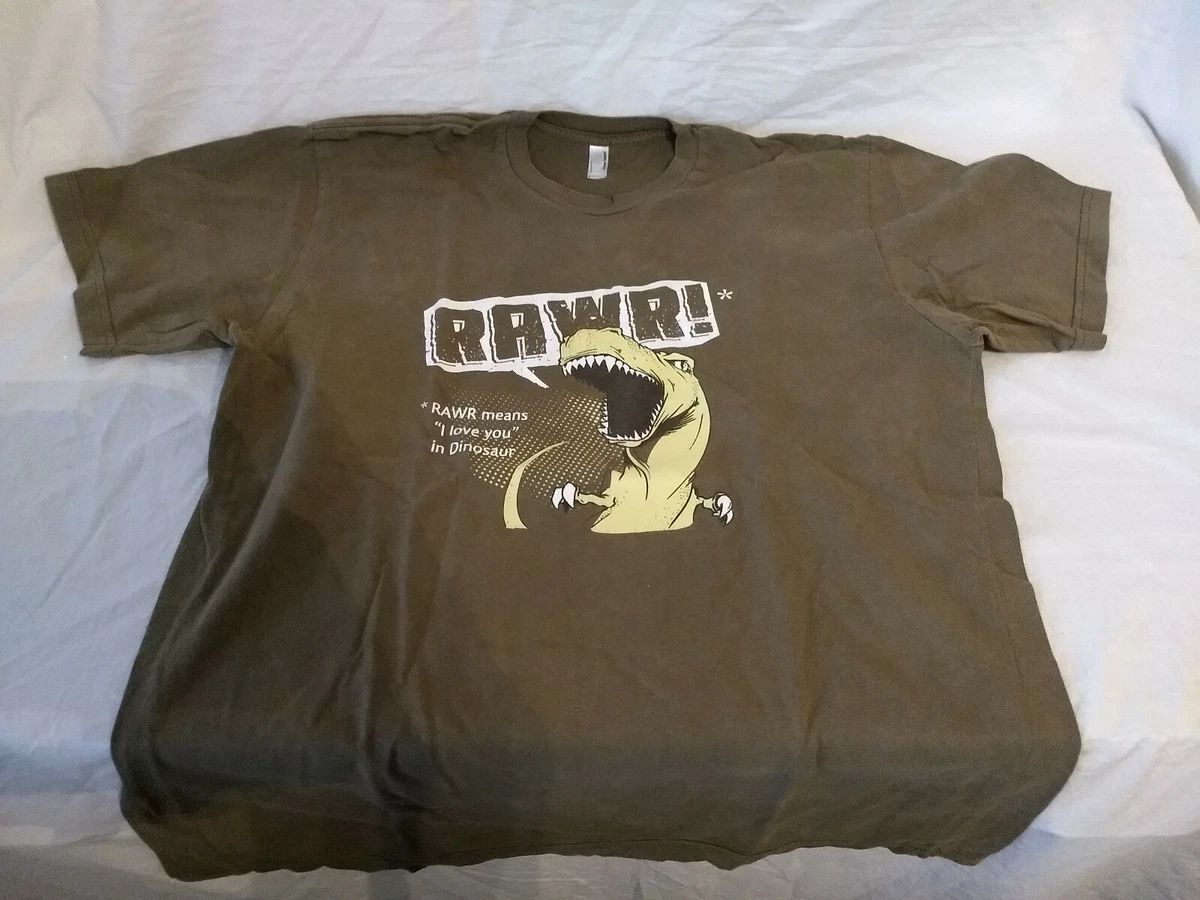 RAWR!*
* RAWR means
"I love you"
in Dinosaur